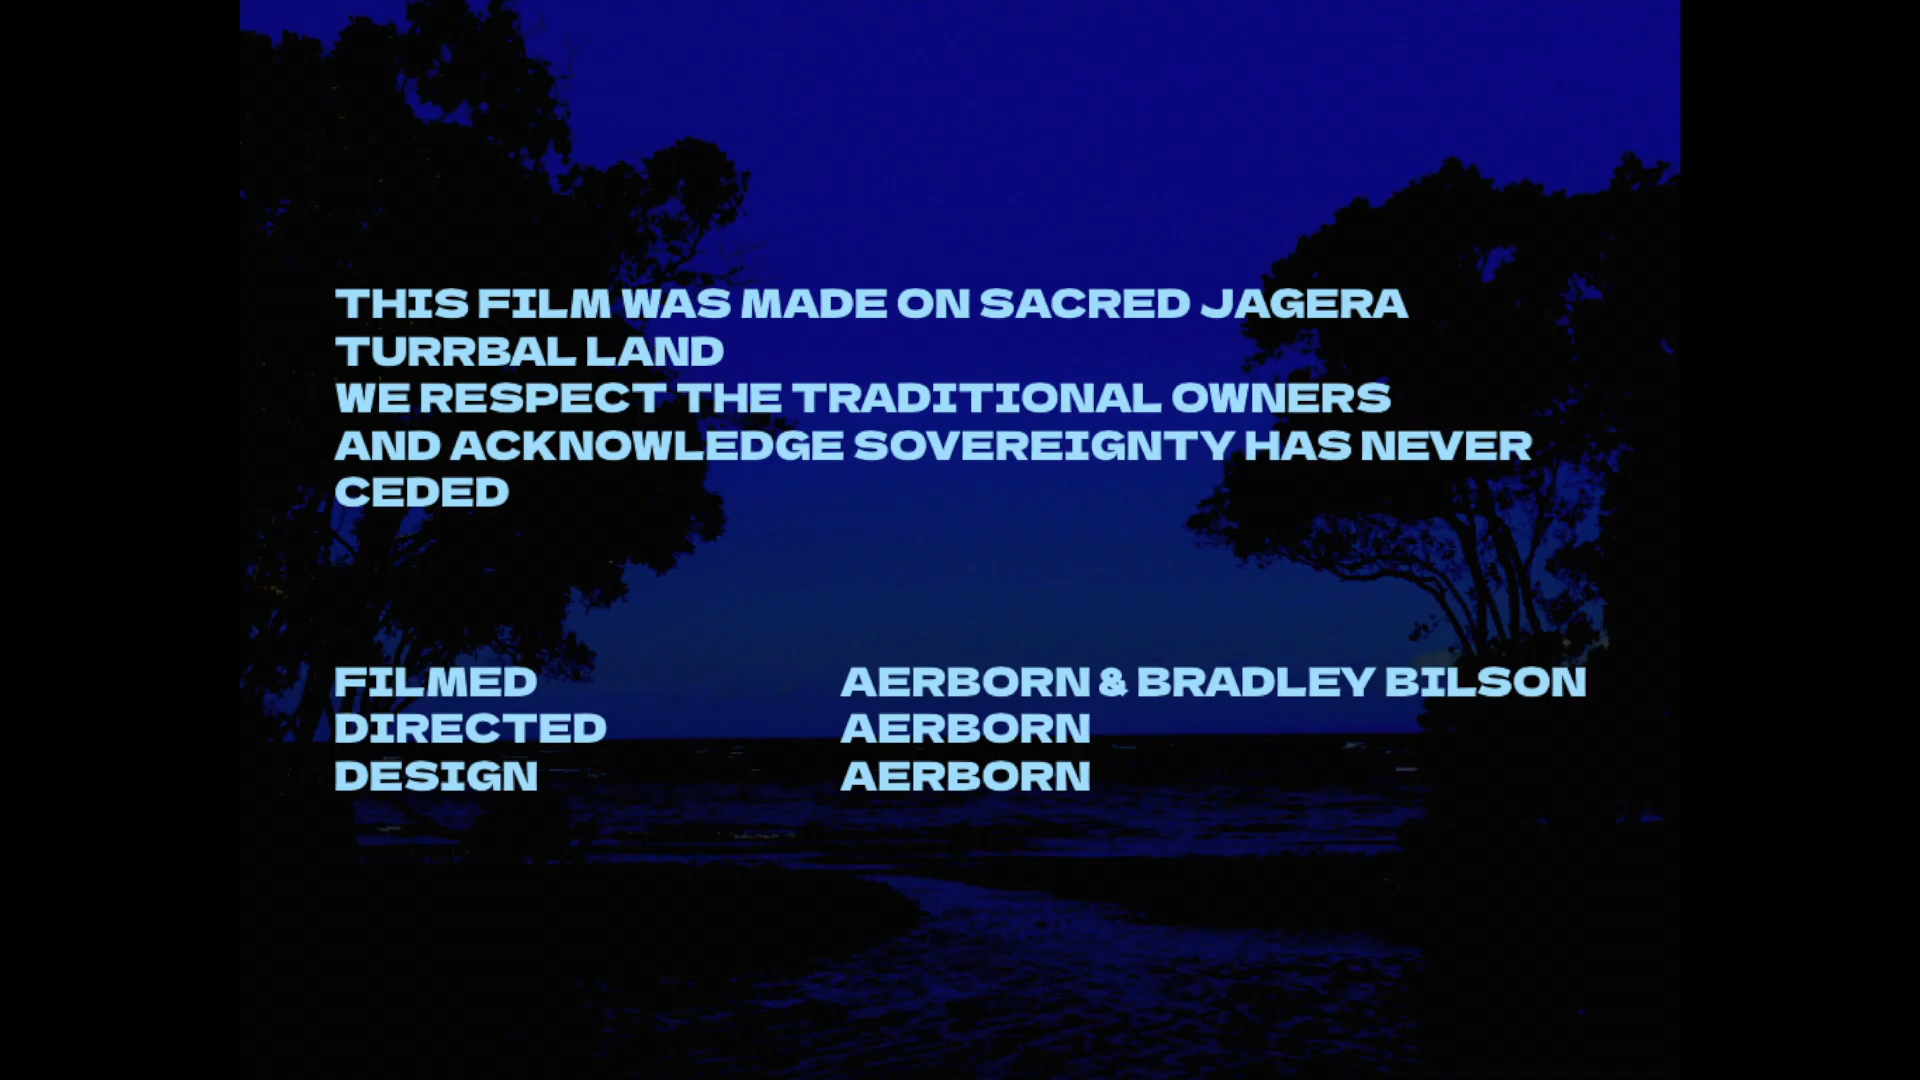 THIS FILM WAS MADE ON SACRED JAGERA
TURRBAL LAND
WE RESPECT THE TRADITIONAL OWNERS
AND ACKNOWLEDGE SOVEREIGNTY HAS NEVER
CEDED
FILMED AERBORN & BRADLEY BILSON
DIRECTED AERBORN
DESIGN AERBORN